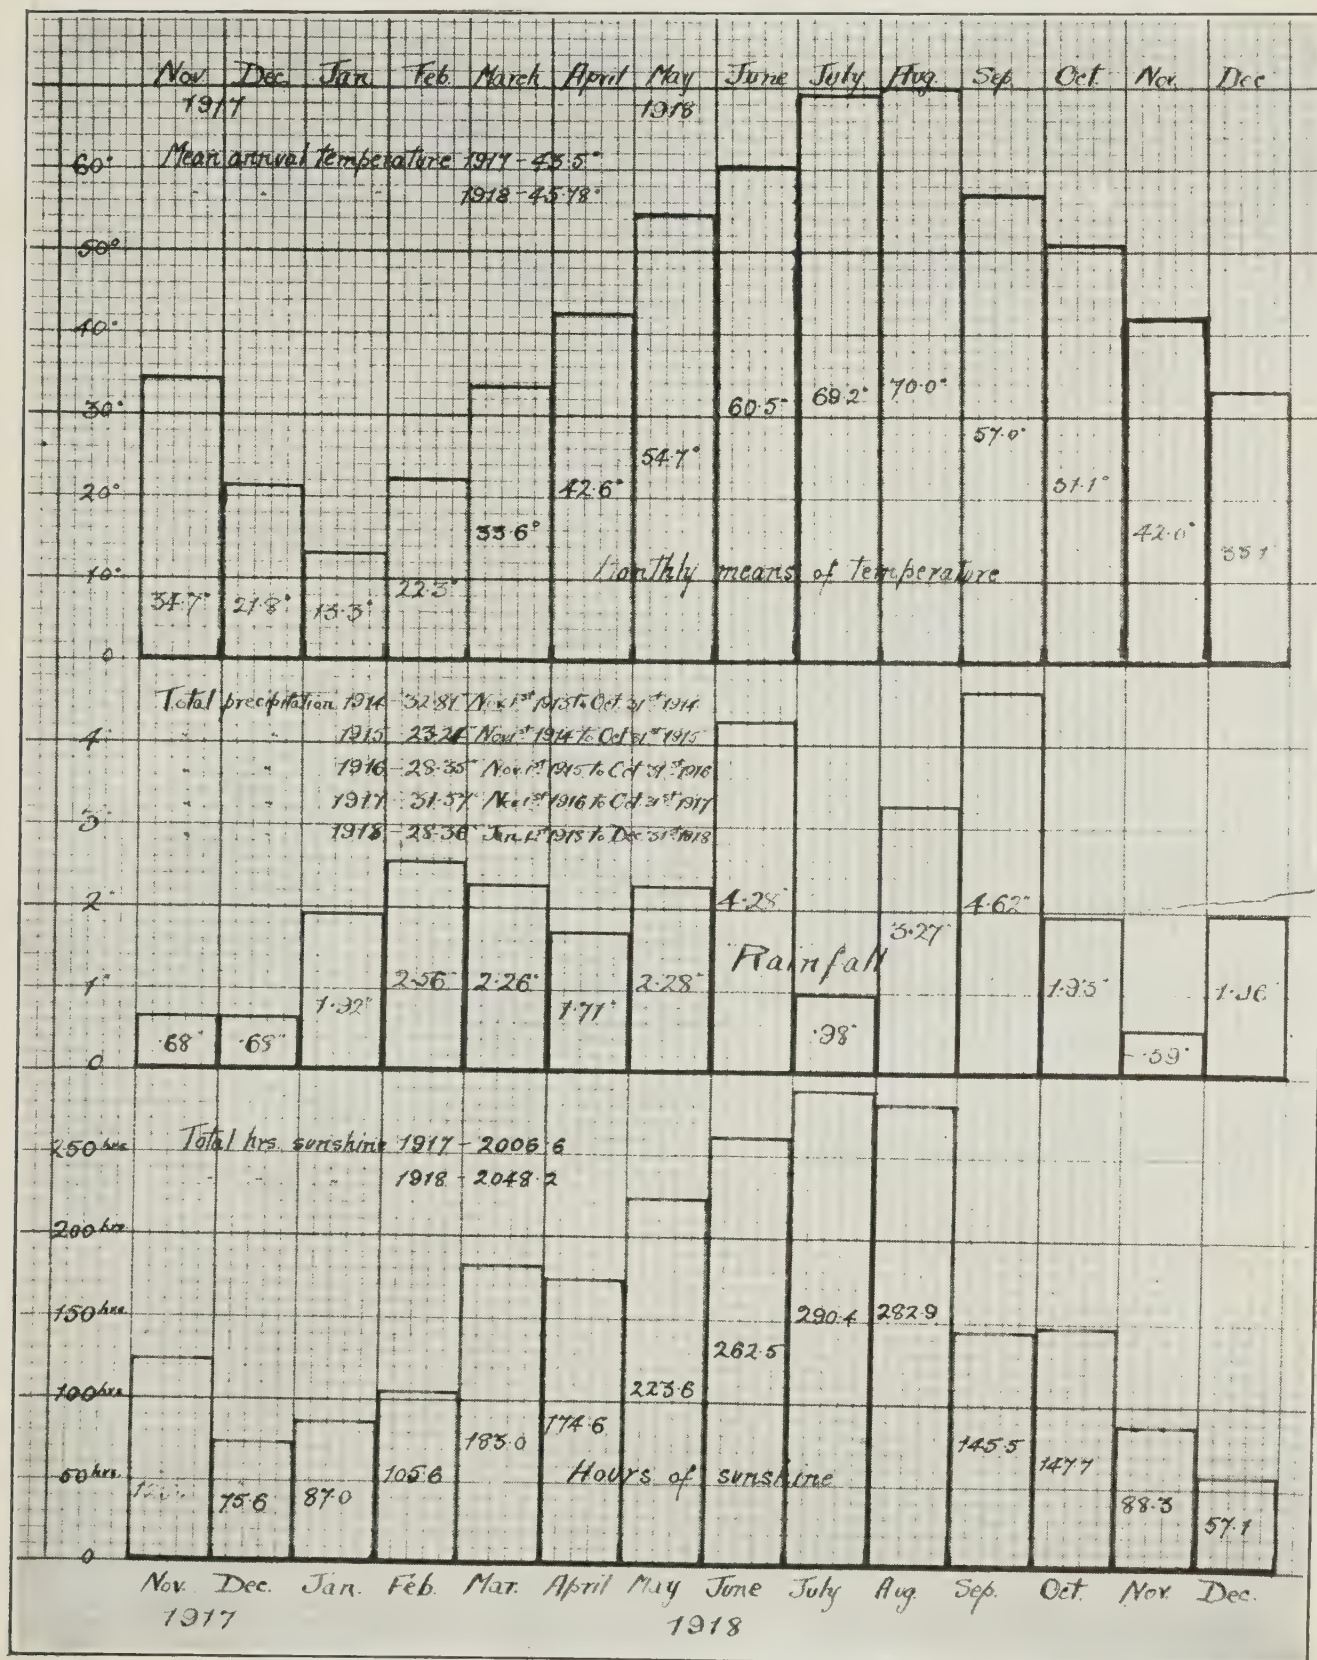 Nov. Dec. Jan. Feb. March April May June July Aug. Sep. Oct. Nov. Dec
1917 1918
Mean annual temperature 1917 - 43.5°
1918 - 45.78°
60°
50°
40°
30°
20°
10°
0
34.7° 21.8° 13.3° 22.3° 33.6° 42.6° 54.7° 60.5° 69.2° 70.0° 57.0° 51.1° 42.0° 33.1
Monthly means of temperature
Total precipitation 1914 - 32.81" Nov. 1st 1913 to Oct. 31st 1914
" " 1915 - 23.21" Nov. 1st 1914 to Oct 31st 1915
" " 1916 - 28.35" Nov. 1st 1915 to Oct 31st 1916
" " 1917 - 31.57" Nov. 1st 1916 to Oct 31st 1917
1918 - 28.36" Jan. 1st 1918 to Dec 31st 1918
4"
3"
2"
1"
0
.68" .68" 1.92" 2.56" 2.26" 1.71" 2.28" 4.28" .98" 3.27" 4.62" 1.95" .59" 1.96"
Rainfall
Total hrs. sunshine 1917 - 2006.6
" " " 1918 - 2048.2
250 hrs.
200 hrs.
150 hrs.
100 hrs.
50 hrs.
0
75.6 87.0 105.6 183.0 174.6 223.6 262.5 290.4 282.9 145.5 147.7 88.3 57.1
Hours of sunshine
Nov. Dec. Jan. Feb. Mar. April May June July Aug. Sep. Oct. Nov. Dec.
1917 1918